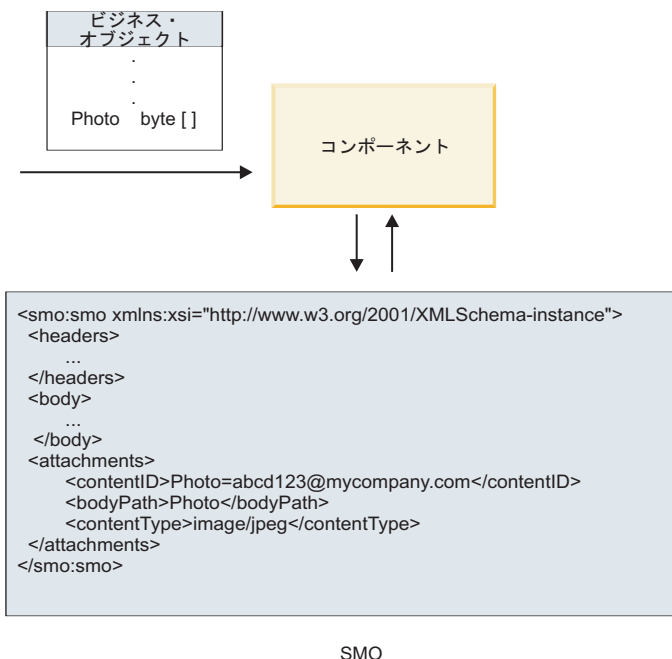 ビジネス・
オブジェクト
.
.
.
Photo byte [ ]
コンポーネント
<smo:smo xmlns:xsi="http://www.w3.org/2001/XMLSchema-instance">
<headers>
...
</headers>
<body>
...
</body>
<attachments>
<contentID>Photo=abcd123@mycompany.com</contentID>
<bodyPath>Photo</bodyPath>
<contentType>image/jpeg</contentType>
</attachments>
</smo:smo>
SMO